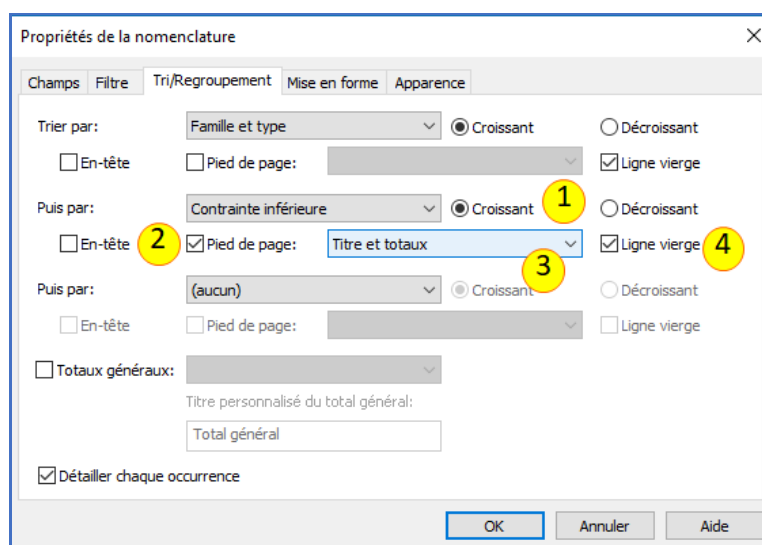 Propriétés de la nomenclature
Champs Filtre Tri/Regroupement Mise en forme Apparence
Trier par: Famille et type Croissant Décroissant
En-tête Pied de page: Ligne vierge
Puis par: Contrainte inférieure Croissant 1 Décroissant
En-tête 2 Pied de page: Titre et totaux Ligne vierge 4
3
Puis par: (aucun) Croissant Décroissant
En-tête Pied de page: Ligne vierge
Totaux généraux:
Titre personnalisé du total général:
Total général
Détailler chaque occurrence
OK Annuler Aide